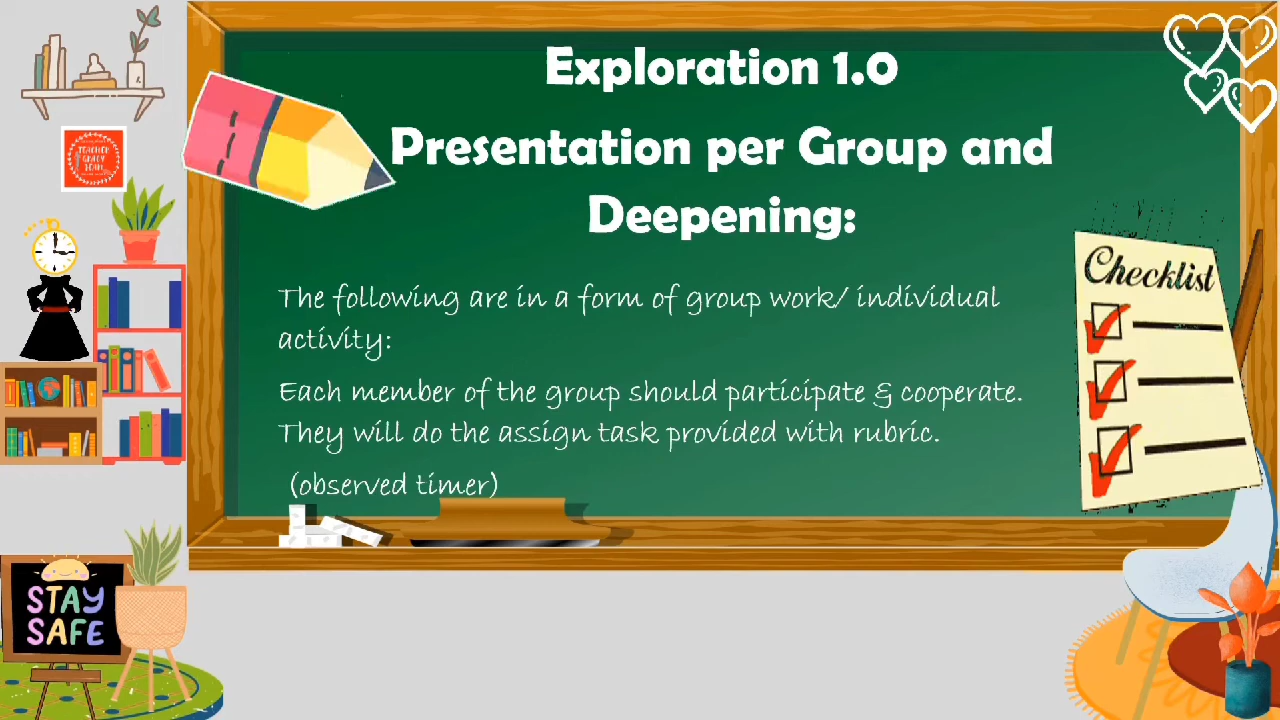 Exploration 1.0
Presentation per Group and
Deepening:
The following are in a form of group work/ individual
activity:
Each member of the group should participate & cooperate.
They will do the assign task provided with rubric.
(observed timer)
Checklist
STAY
SAFE
TEACHER